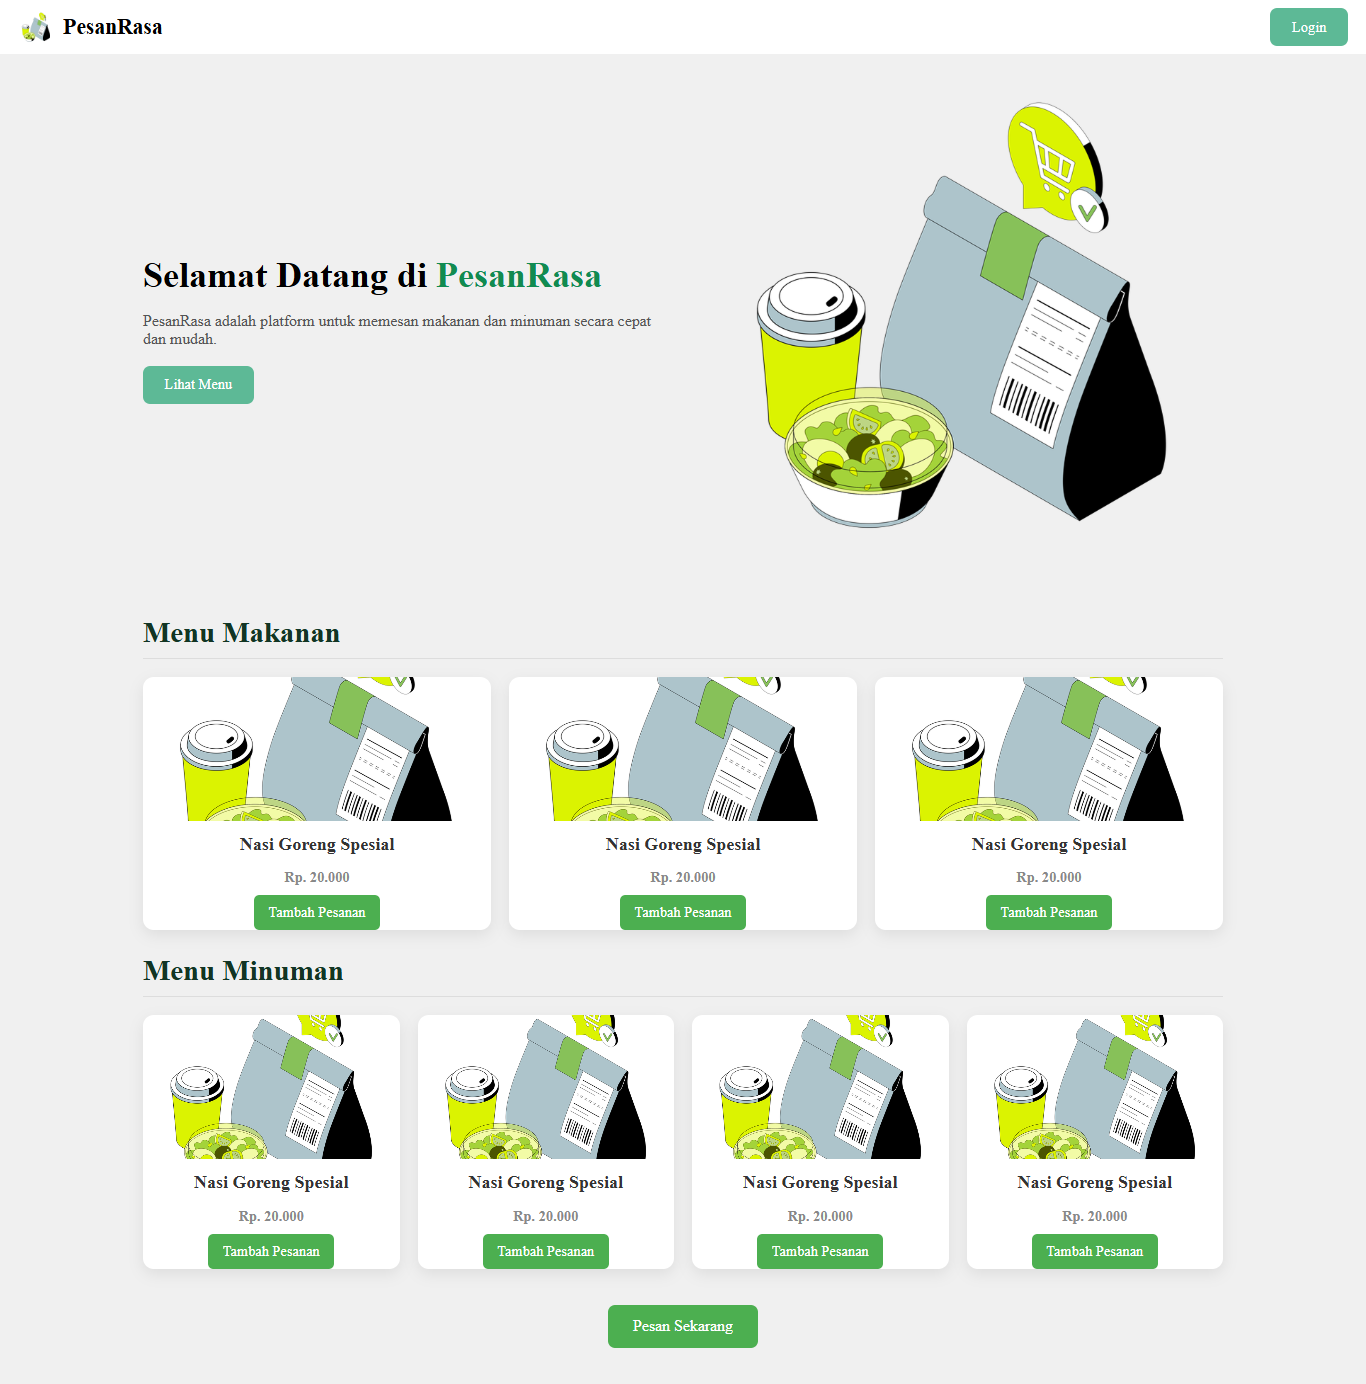 PesanRasa
Login
Selamat Datang di PesanRasa
PesanRasa adalah platform untuk memesan makanan dan minuman secara cepat
dan mudah.
Lihat Menu
Menu Makanan
Nasi Goreng Spesial
Rp. 20.000
Tambah Pesanan
Nasi Goreng Spesial
Rp. 20.000
Tambah Pesanan
Nasi Goreng Spesial
Rp. 20.000
Tambah Pesanan
Menu Minuman
Nasi Goreng Spesial
Rp. 20.000
Tambah Pesanan
Nasi Goreng Spesial
Rp. 20.000
Tambah Pesanan
Nasi Goreng Spesial
Rp. 20.000
Tambah Pesanan
Nasi Goreng Spesial
Rp. 20.000
Tambah Pesanan
Pesan Sekarang